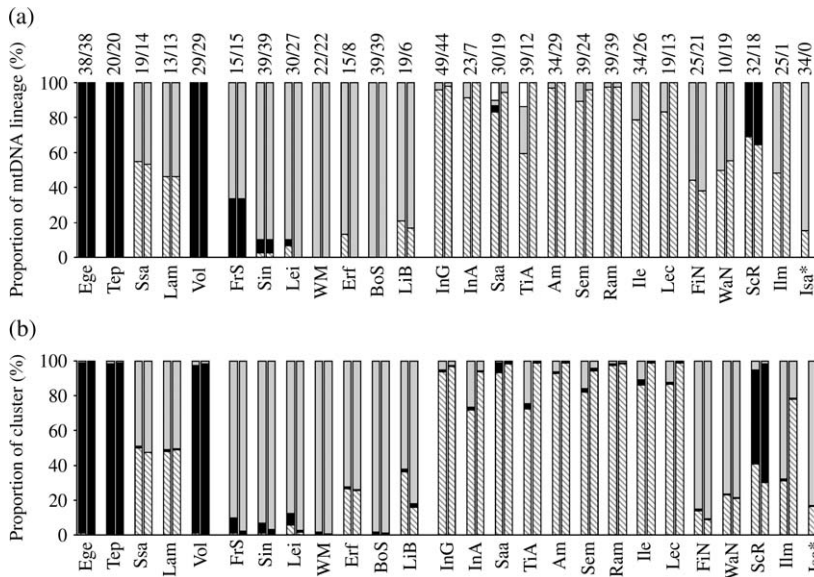 (a)
38/38 20/20 19/14 13/13 29/29 15/15 39/39 30/27 22/22 15/8 39/39 19/6 49/44 23/7 30/19 39/12 34/29 39/24 39/39 34/26 19/13 25/21 10/19 32/18 25/1 34/0
Proportion of mtDNA lineage (%)
100
80
60
40
20
0
Ege Tep Ssa Lam Vol FrS Sin Lei WM Erf BoS LiB InG InA Saa TiA Am Sem Ram Ile Lec FiN WaN ScR Ilm Isa*
(b)
Proportion of cluster (%)
100
80
60
40
20
0
Ege Tep Ssa Lam Vol FrS Sin Lei WM Erf BoS LiB InG InA Saa TiA Am Sem Ram Ile Lec FiN WaN ScR Ilm Isa*